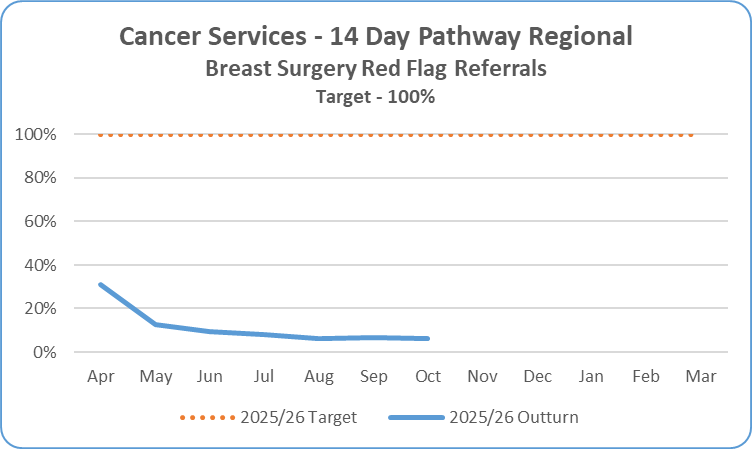 Cancer Services - 14 Day Pathway Regional
Breast Surgery Red Flag Referrals
Target - 100%
100%
80%
60%
40%
20%
0%
Apr May Jun Jul Aug Sep Oct Nov Dec Jan Feb Mar
2025/26 Target 2025/26 Outturn